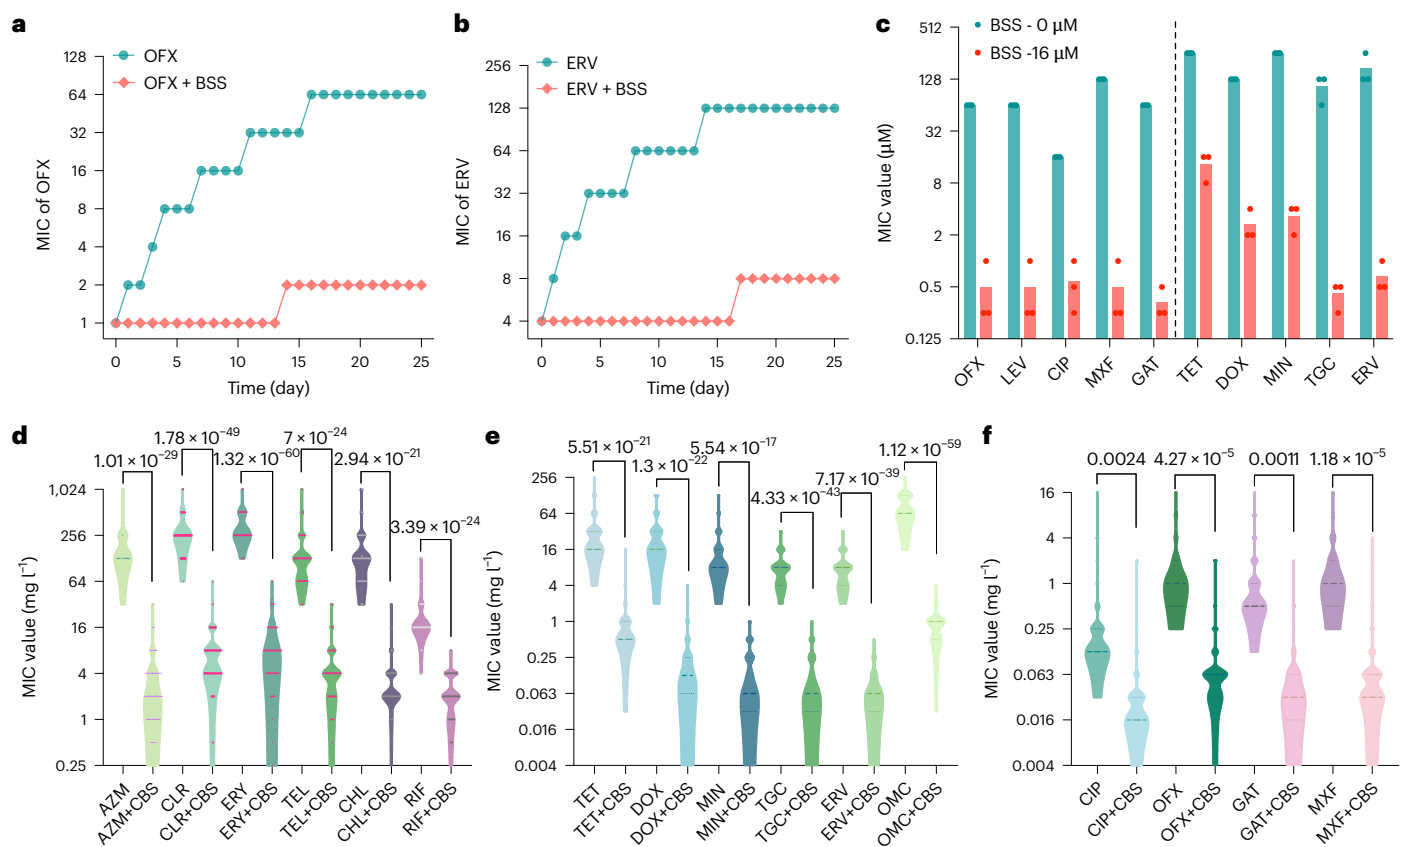 a
128
64
32
16
8
4
2
1
MIC of OFX
OFX
OFX + BSS
0
5
10
15
20
25
Time (day)
b
256
128
64
32
16
8
4
MIC of ERV
ERV
ERV + BSS
0
5
10
15
20
25
Time (day)
c
512
128
32
8
2
0.5
0.125
MIC value (µM)
BSS - 0 µM
BSS -16 µM
OFX
LEV
CIP
MXF
GAT
TET
DOX
MIN
TGC
ERV
d
1.01 × 10⁻²⁹
1.78 × 10⁻⁴⁹
1.32 × 10⁻⁶⁰
7 × 10⁻²⁴
2.94 × 10⁻²¹
3.39 × 10⁻²⁴
1,024
256
64
16
4
1
0.25
MIC value (mg l⁻¹)
AZM
AZM+CBS
CLR
CLR+CBS
ERY
ERY+CBS
TEL
TEL+CBS
CHL
CHL+CBS
RIF
RIF+CBS
e
5.51 × 10⁻²¹
1.3 × 10⁻²²
5.54 × 10⁻¹⁷
4.33 × 10⁻⁴³
7.17 × 10⁻³⁹
1.12 × 10⁻⁵⁹
256
64
16
4
1
0.25
0.063
0.016
0.004
MIC value (mg l⁻¹)
TET
TET+CBS
DOX
DOX+CBS
MIN
MIN+CBS
TGC
TGC+CBS
ERV
ERV+CBS
OMC
OMC+CBS
f
0.0024
4.27 × 10⁻⁵
0.0011
1.18 × 10⁻⁵
16
4
1
0.25
0.063
0.016
0.004
MIC value (mg l⁻¹)
CIP
CIP+CBS
OFX
OFX+CBS
GAT
GAT+CBS
MXF
MXF+CBS